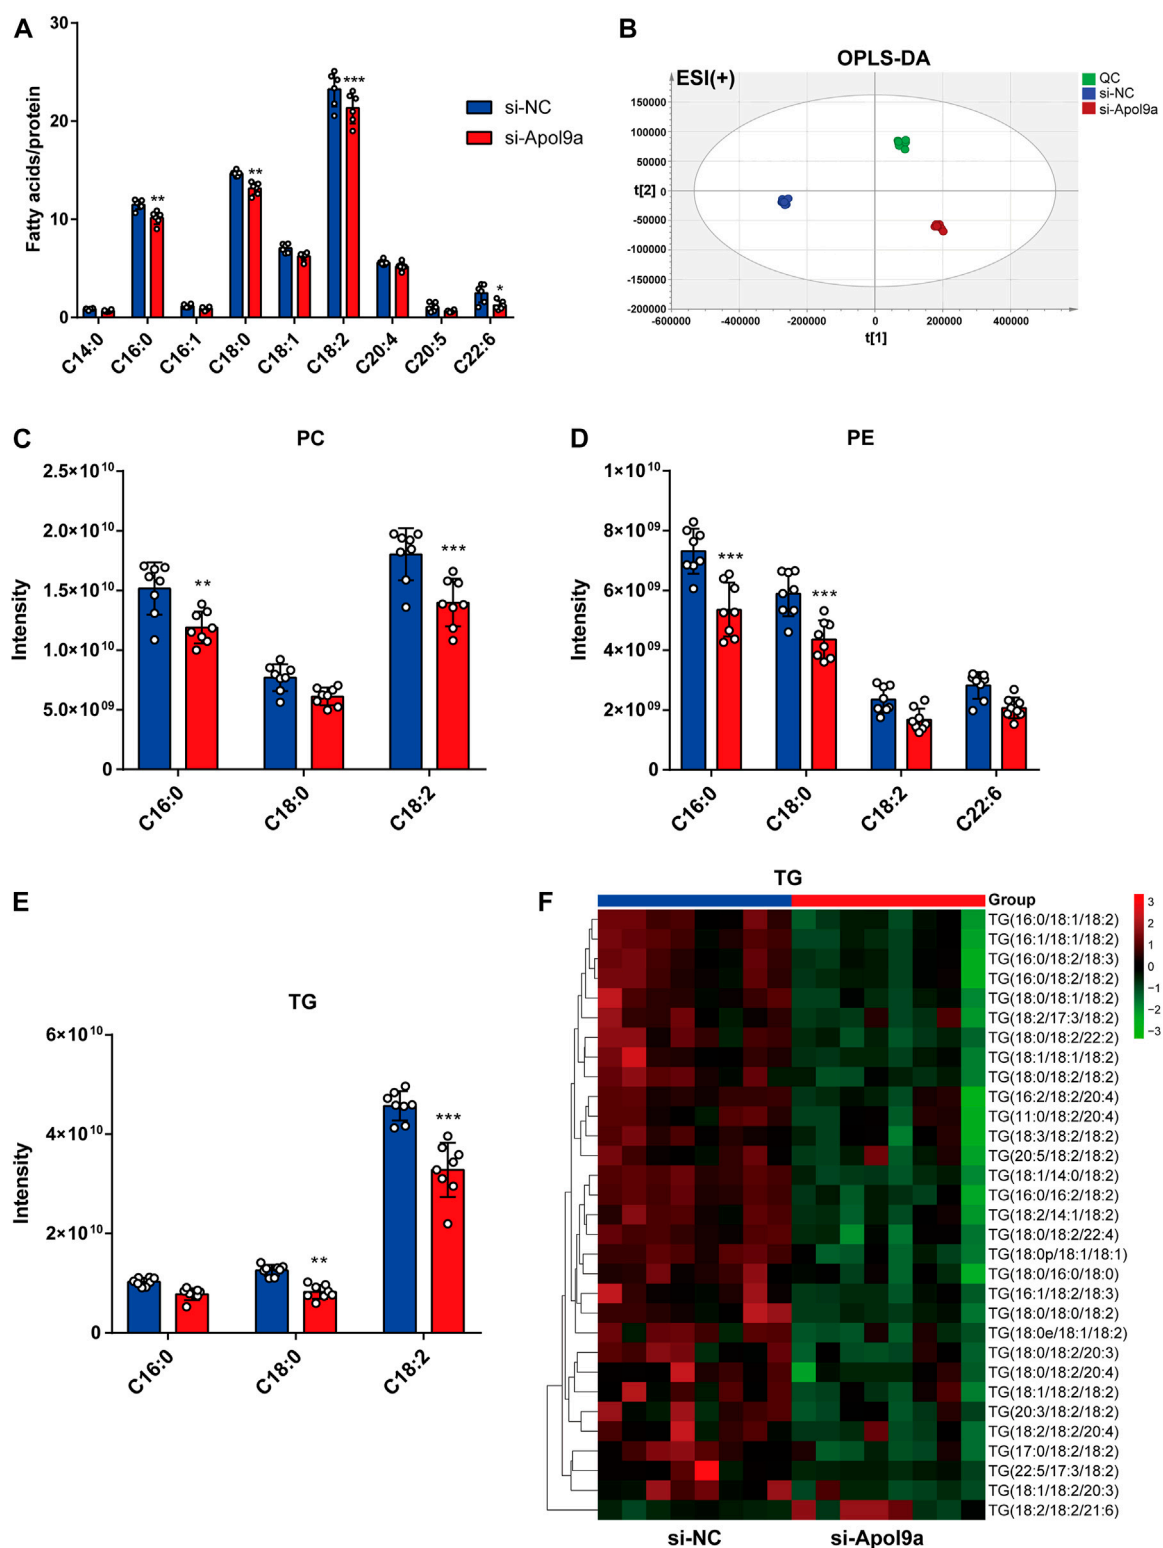 A
30
20
10
0
Fatty acids/protein
** ** *** *
si-NC
si-Apol9a
C14:0 C16:0 C16:1 C18:0 C18:1 C18:2 C20:4 C20:5 C22:6
B
OPLS-DA
ESI(+)
QC
si-NC
si-Apol9a
150000
100000
50000
t[2] 0
-50000
-100000
-150000
-200000
-600000 -400000 -200000 0 200000 400000
t[1]
C
PC
2.5×10¹⁰
2.0×10¹⁰
1.5×10¹⁰
1.0×10¹⁰
5.0×10⁰⁹
0
Intensity
** ***
C16:0 C18:0 C18:2
D
PE
1×10¹⁰
8×10⁰⁹
6×10⁰⁹
4×10⁰⁹
2×10⁰⁹
0
Intensity
*** ***
C16:0 C18:0 C18:2 C22:6
E
TG
6×10¹⁰
4×10¹⁰
2×10¹⁰
0
Intensity
** ***
C16:0 C18:0 C18:2
F
TG
Group
TG(16:0/18:1/18:2)
TG(16:1/18:1/18:2)
TG(16:0/18:2/18:3)
TG(16:0/18:2/18:2)
TG(18:0/18:1/18:2)
TG(18:2/17:3/18:2)
TG(18:0/18:2/22:2)
TG(18:1/18:1/18:2)
TG(18:0/18:2/18:2)
TG(16:2/18:2/20:4)
TG(11:0/18:2/20:4)
TG(18:3/18:2/18:2)
TG(20:5/18:2/18:2)
TG(18:1/14:0/18:2)
TG(16:0/16:2/18:2)
TG(18:2/14:1/18:2)
TG(18:0/18:2/22:4)
TG(18:0p/18:1/18:1)
TG(18:0/16:0/18:0)
TG(16:1/18:2/18:3)
TG(18:0/18:0/18:2)
TG(18:0e/18:1/18:2)
TG(18:0/18:2/20:3)
TG(18:0/18:2/20:4)
TG(18:1/18:2/18:2)
TG(20:3/18:2/18:2)
TG(18:2/18:2/20:4)
TG(17:0/18:2/18:2)
TG(22:5/17:3/18:2)
TG(18:1/18:2/20:3)
TG(18:2/18:2/21:6)
3
2
1
0
−1
−2
−3
si-NC si-Apol9a